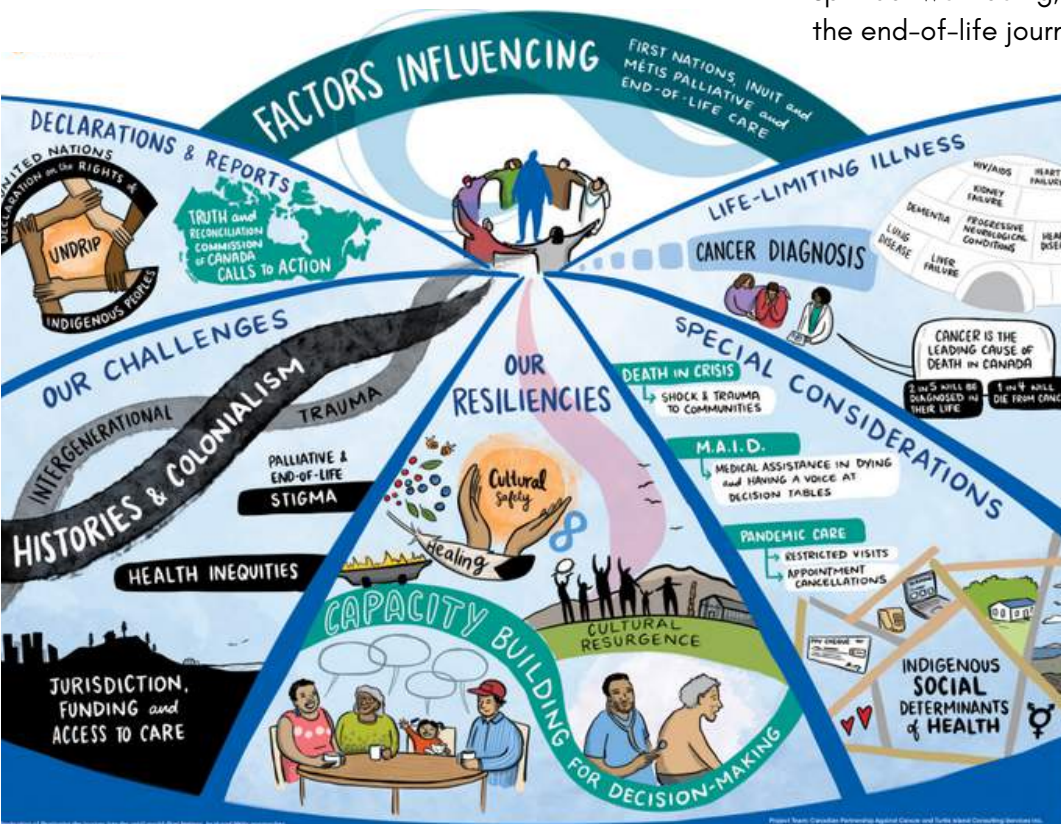 the end-of-life journ
FACTORS INFLUENCING
FIRST NATIONS, INUIT and
MÉTIS PALLIATIVE and
END-OF-LIFE CARE
DECLARATIONS & REPORTS
UNITED NATIONS
DECLARATION on the RIGHTS of
INDIGENOUS PEOPLES
UNDRIP
TRUTH and
RECONCILIATION
COMMISSION
of CANADA
CALLS TO ACTION
LIFE-LIMITING ILLNESS
CANCER DIAGNOSIS
HIV/AIDS
HEART
FAILURE
KIDNEY
FAILURE
DEMENTIA
PROGRESSIVE
NEUROLOGICAL
CONDITIONS
LUNG
DISEASE
LIVER
FAILURE
CANCER IS THE
LEADING CAUSE OF
DEATH IN CANADA
2 IN 5 WILL BE
DIAGNOSED IN
THEIR LIFE
1 IN 4 WILL
DIE FROM CANC
OUR CHALLENGES
INTERGENERATIONAL
TRAUMA
HISTORIES & COLONIALISM
PALLIATIVE &
END-OF-LIFE
STIGMA
HEALTH INEQUITIES
JURISDICTION,
FUNDING and
ACCESS TO CARE
OUR
RESILIENCIES
Cultural
Safety
Healing
CULTURAL
RESURGENCE
CAPACITY BUILDING FOR DECISION-MAKING
SPECIAL CONSIDERATIONS
DEATH IN CRISIS
SHOCK & TRAUMA
TO COMMUNITIES
M.A.I.D.
MEDICAL ASSISTANCE IN DYING
and HAVING A VOICE AT
DECISION TABLES
PANDEMIC CARE
RESTRICTED VISITS
APPOINTMENT
CANCELLATIONS
INDIGENOUS
SOCIAL
DETERMINANTS
of HEALTH
Project Team: Canadian Partnership Against Cancer and Turtle Island Consulting Services Inc.